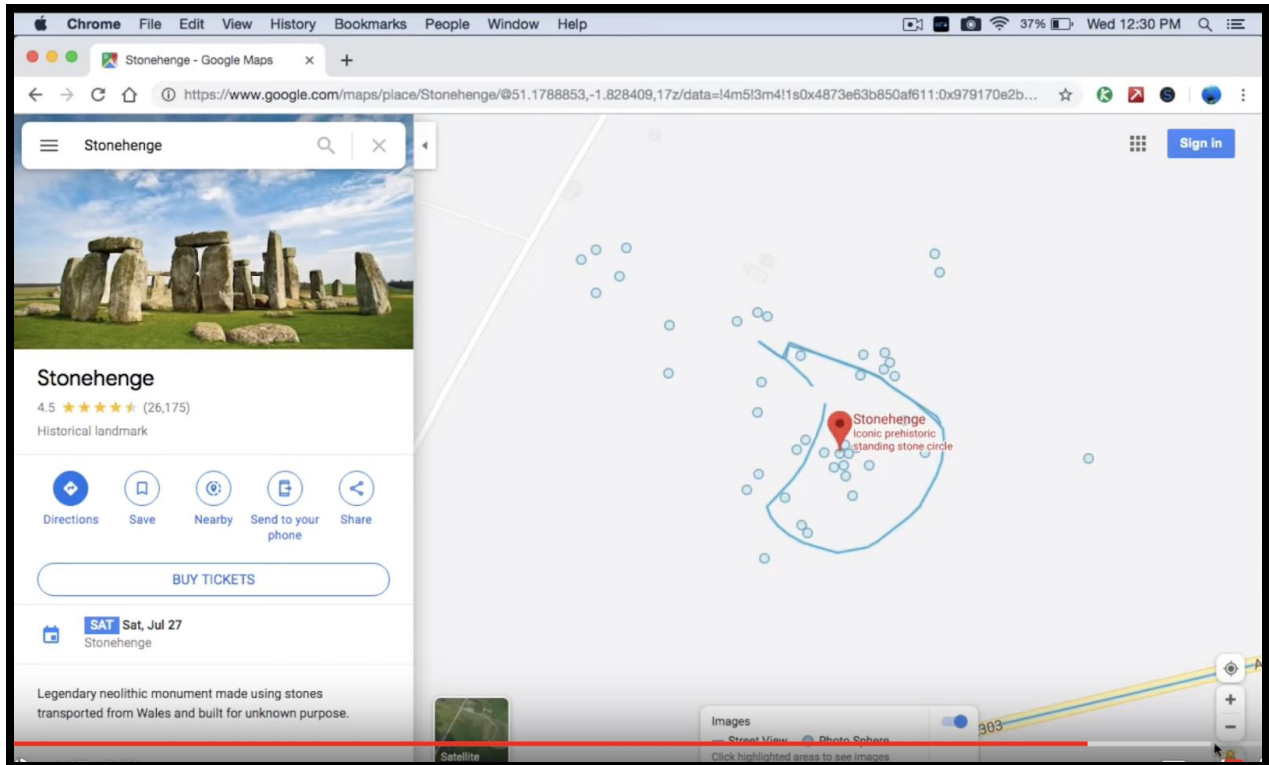 Chrome File Edit View History Bookmarks People Window Help 37% Wed 12:30 PM
Stonehenge - Google Maps
https://www.google.com/maps/place/Stonehenge/@51.1788853,-1.828409,17z/data=!4m5!3m4!1s0x4873e63b850af611:0x979170e2b...
Stonehenge
Sign in
Stonehenge
4.5 (26,175)
Historical landmark
Directions Save Nearby Send to your
phone
Share
BUY TICKETS
SAT Sat, Jul 27
Stonehenge
Legendary neolithic monument made using stones
transported from Wales and built for unknown purpose.
Stonehenge
Iconic prehistoric
standing stone circle
Satellite
Images
Street View Photo Sphere
Click highlighted areas to see images
303
A